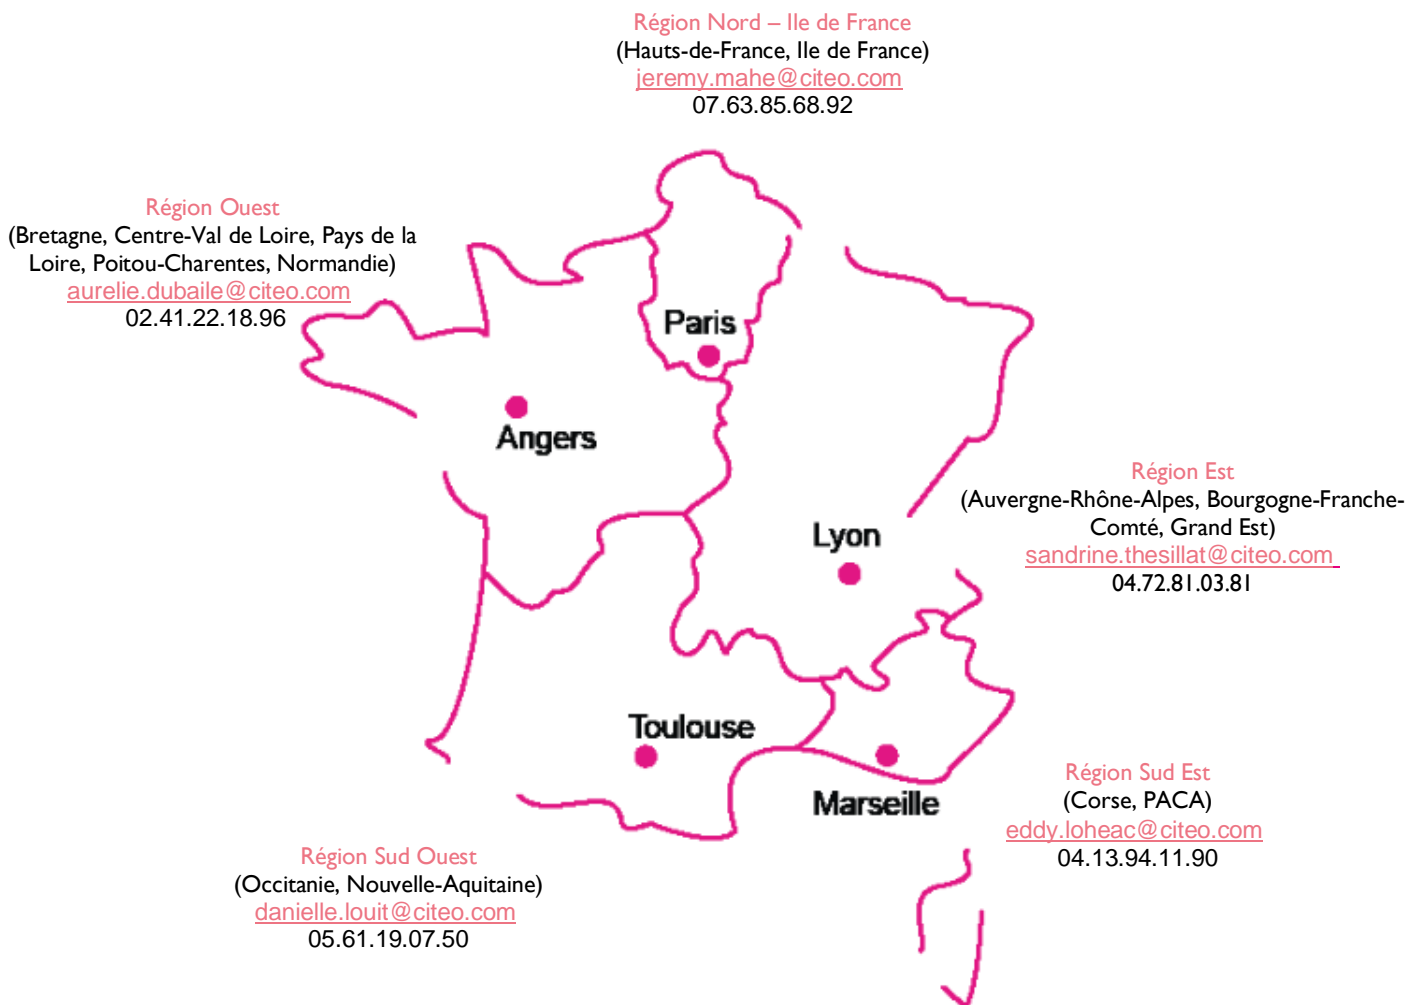 Région Nord – Ile de France
(Hauts-de-France, Ile de France)
jeremy.mahe@citeo.com
07.63.85.68.92
Région Ouest
(Bretagne, Centre-Val de Loire, Pays de la
Loire, Poitou-Charentes, Normandie)
aurelie.dubaile@citeo.com
02.41.22.18.96
Paris
Angers
Région Est
(Auvergne-Rhône-Alpes, Bourgogne-Franche-
Comté, Grand Est)
sandrine.thesillat@citeo.com
04.72.81.03.81
Lyon
Toulouse
Marseille
Région Sud Est
(Corse, PACA)
eddy.loheac@citeo.com
04.13.94.11.90
Région Sud Ouest
(Occitanie, Nouvelle-Aquitaine)
danielle.louit@citeo.com
05.61.19.07.50